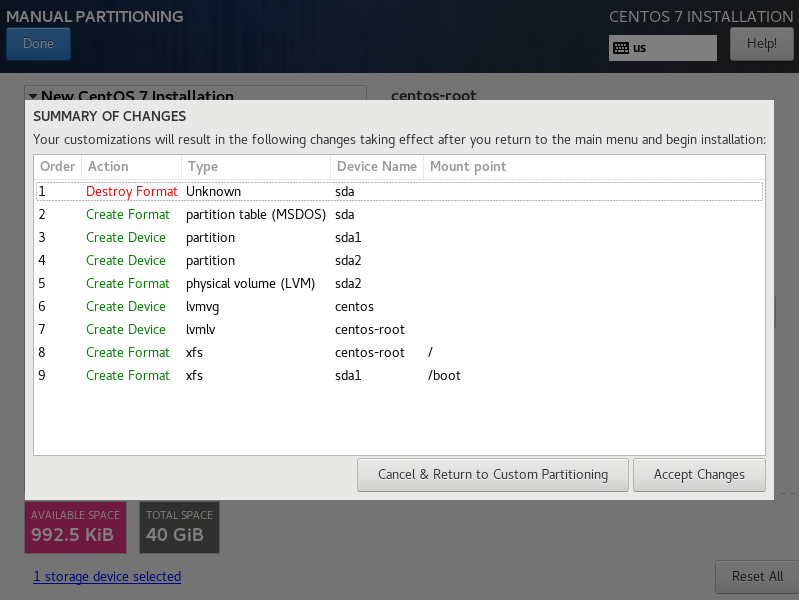 MANUAL PARTITIONING
CENTOS 7 INSTALLATION
Done
us
Help!
New CentOS 7 Installation
centos-root
SUMMARY OF CHANGES
Your customizations will result in the following changes taking effect after you return to the main menu and begin installation:
Order Action Type Device Name Mount point
1 Destroy Format Unknown sda
2 Create Format partition table (MSDOS) sda
3 Create Device partition sda1
4 Create Device partition sda2
5 Create Format physical volume (LVM) sda2
6 Create Device lvmvg centos
7 Create Device lvmlv centos-root
8 Create Format xfs centos-root /
9 Create Format xfs sda1 /boot
Cancel & Return to Custom Partitioning
Accept Changes
AVAILABLE SPACE
992.5 KiB
TOTAL SPACE
40 GiB
1 storage device selected
Reset All